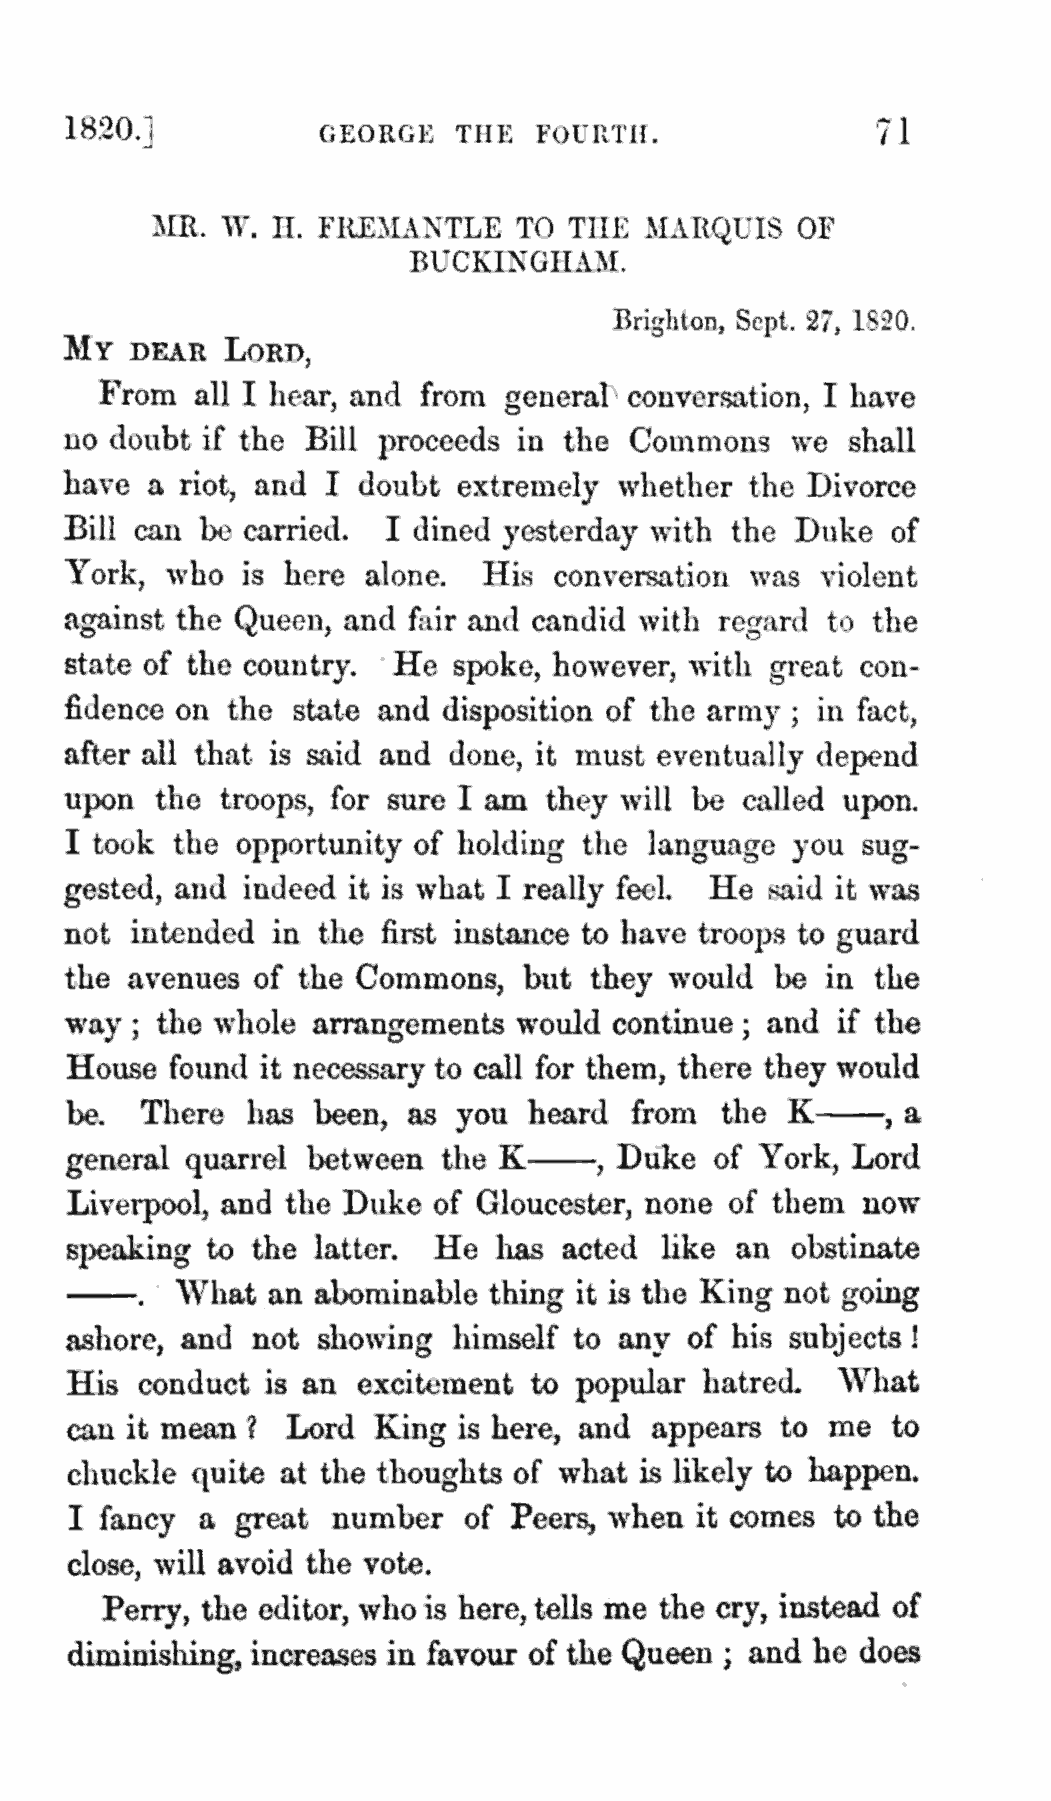 1820.] GEORGE THE FOURTH. 71
MR. W. H. FREMANTLE TO THE MARQUIS OF
BUCKINGHAM.
Brighton, Sept. 27, 1820.
MY DEAR LORD,
From all I hear, and from general conversation, I have
no doubt if the Bill proceeds in the Commons we shall
have a riot, and I doubt extremely whether the Divorce
Bill can be carried. I dined yesterday with the Duke of
York, who is here alone. His conversation was violent
against the Queen, and fair and candid with regard to the
state of the country. He spoke, however, with great con-
fidence on the state and disposition of the army ; in fact,
after all that is said and done, it must eventually depend
upon the troops, for sure I am they will be called upon.
I took the opportunity of holding the language you sug-
gested, and indeed it is what I really feel. He said it was
not intended in the first instance to have troops to guard
the avenues of the Commons, but they would be in the
way ; the whole arrangements would continue ; and if the
House found it necessary to call for them, there they would
be. There has been, as you heard from the K——, a
general quarrel between the K——, Duke of York, Lord
Liverpool, and the Duke of Gloucester, none of them now
speaking to the latter. He has acted like an obstinate
——. What an abominable thing it is the King not going
ashore, and not showing himself to any of his subjects !
His conduct is an excitement to popular hatred. What
can it mean ? Lord King is here, and appears to me to
chuckle quite at the thoughts of what is likely to happen.
I fancy a great number of Peers, when it comes to the
close, will avoid the vote.
Perry, the editor, who is here, tells me the cry, instead of
diminishing, increases in favour of the Queen ; and he does